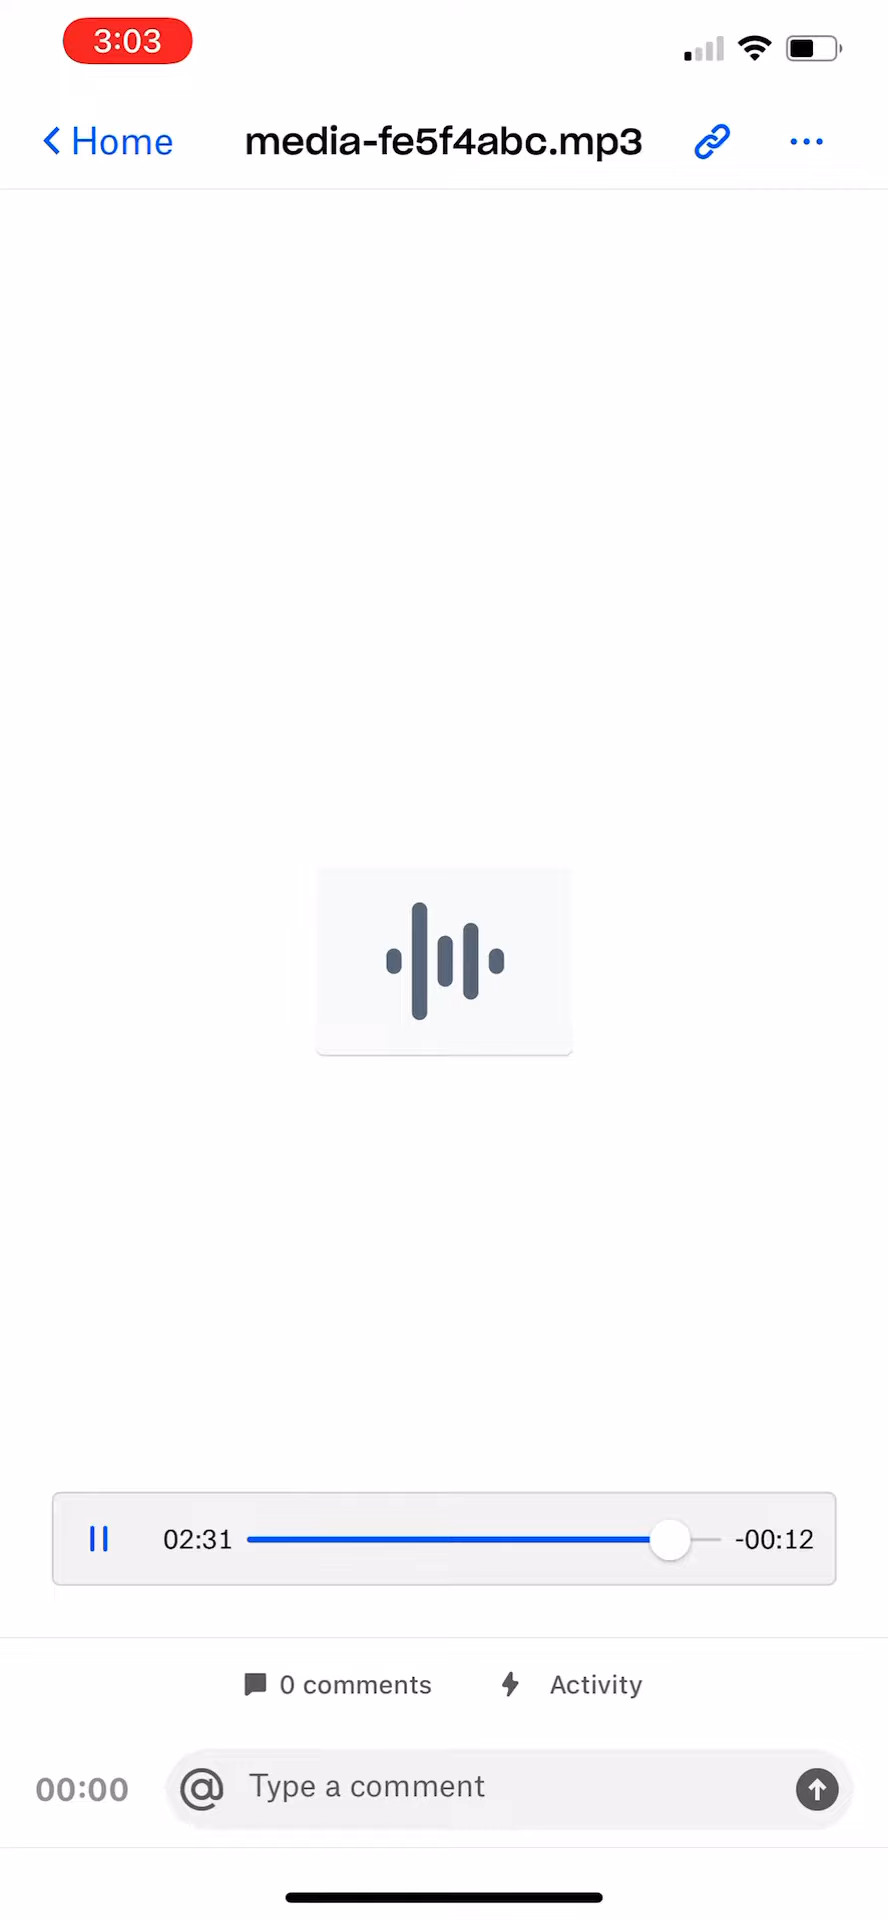 3:03
Home
media-fe5f4abc.mp3
02:31
-00:12
0 comments
Activity
00:00
@ Type a comment